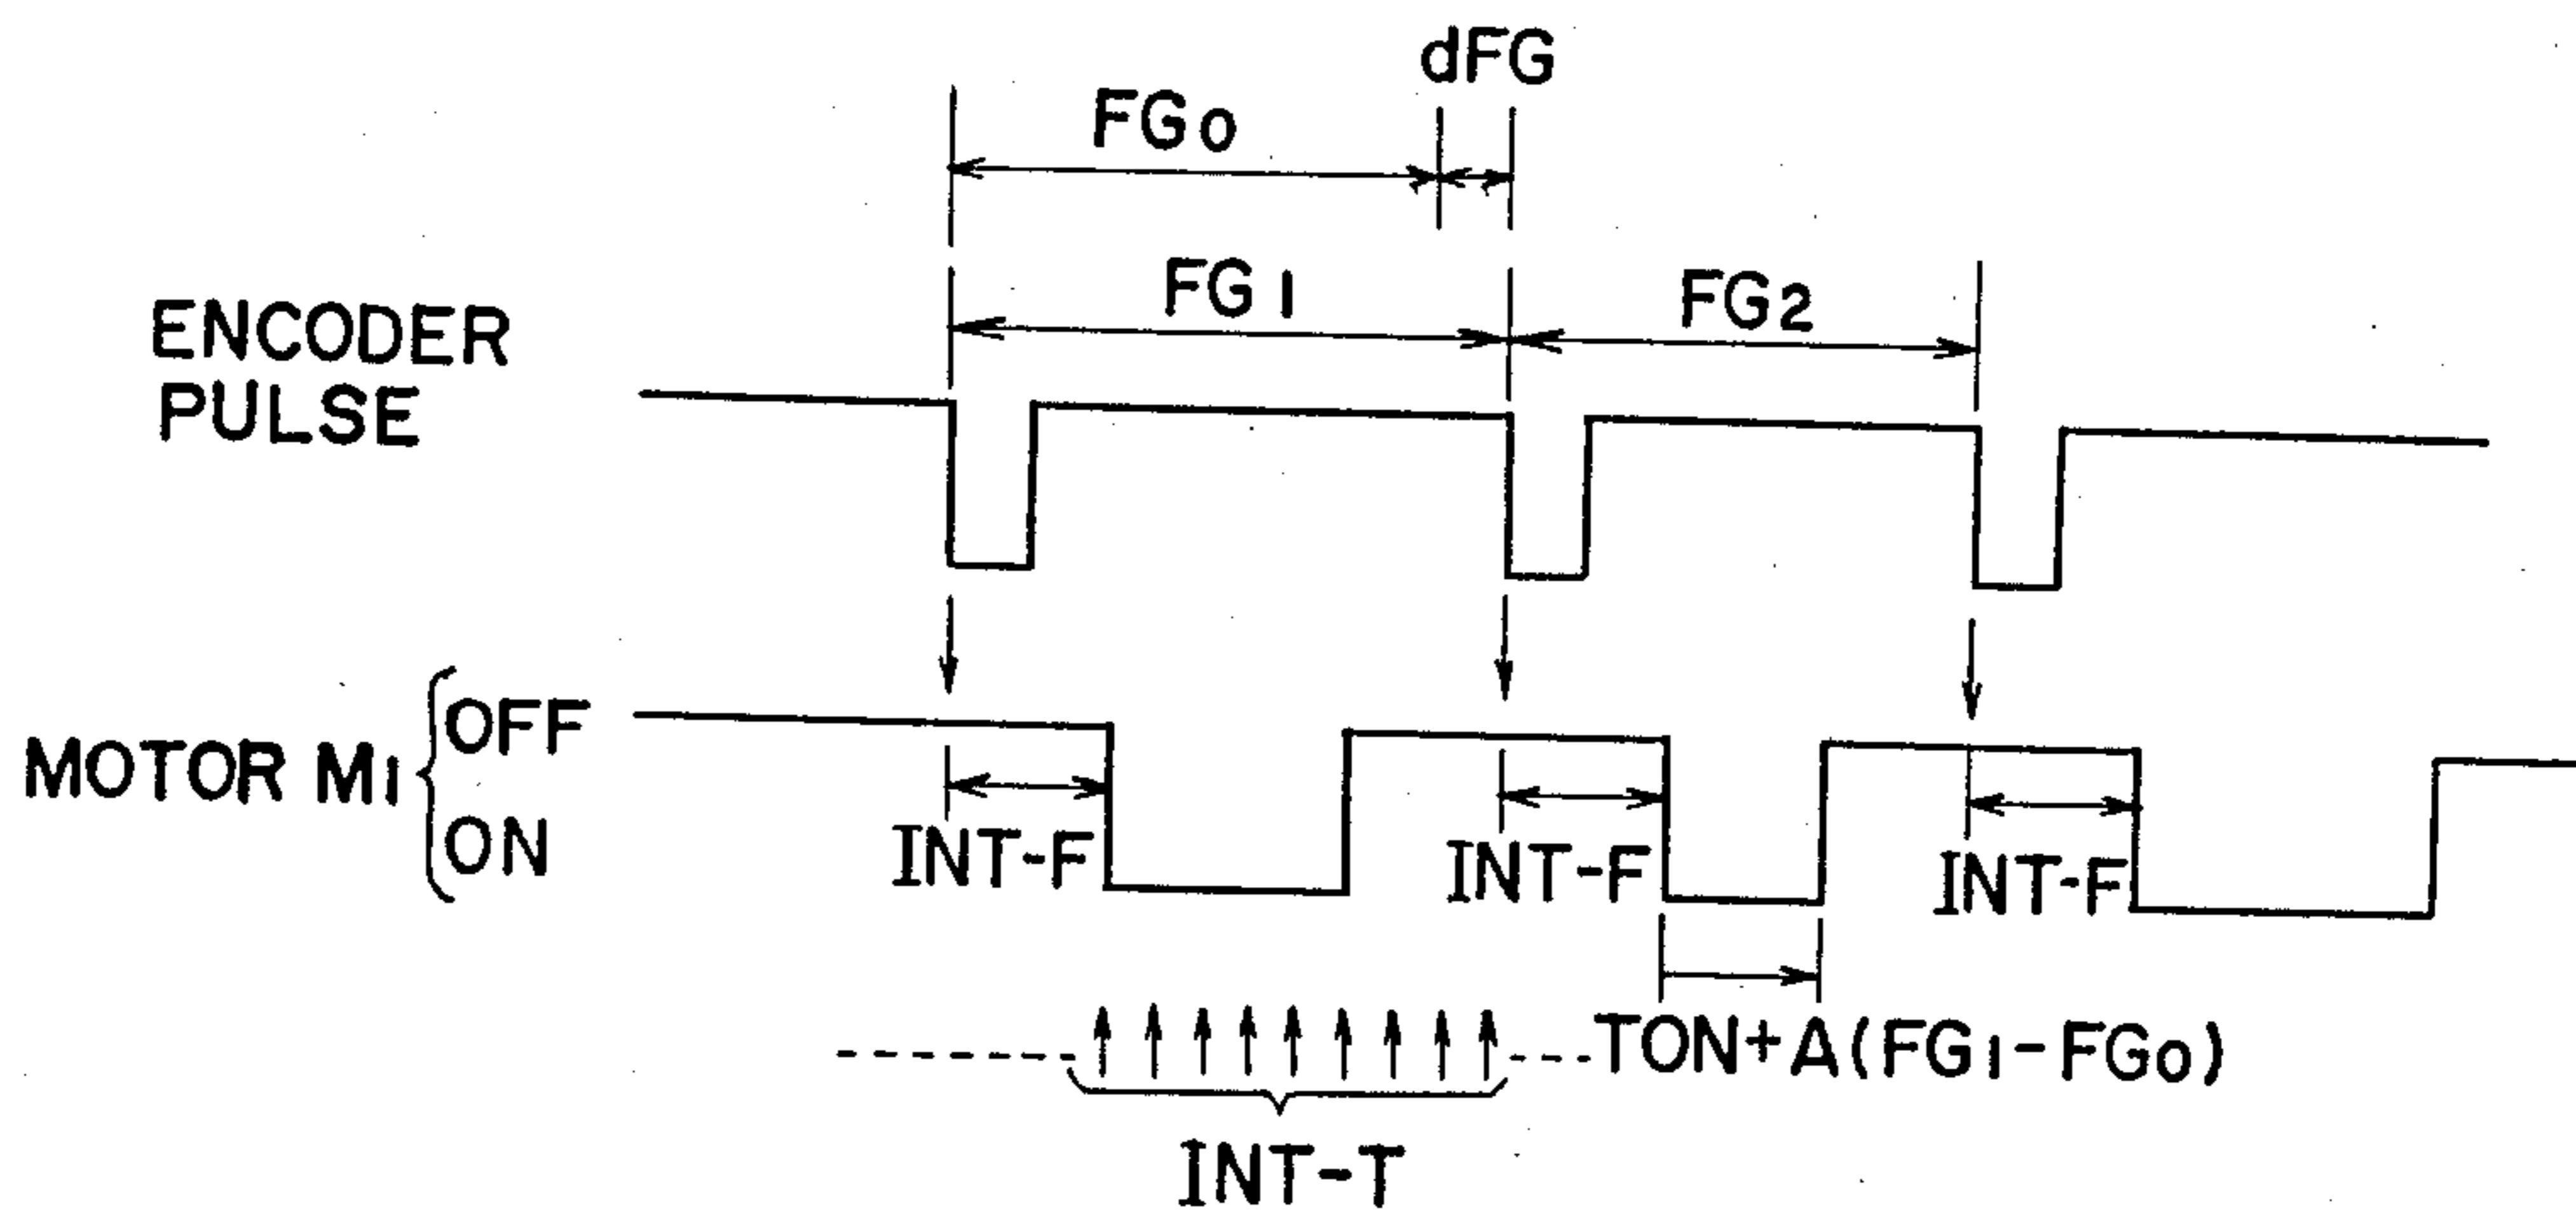 dFG
FG0
FG1
FG2
ENCODER
PULSE
MOTOR M1
OFF
ON
INT-F
INT-F
INT-F
TON+A(FG1-FG0)
INT-T